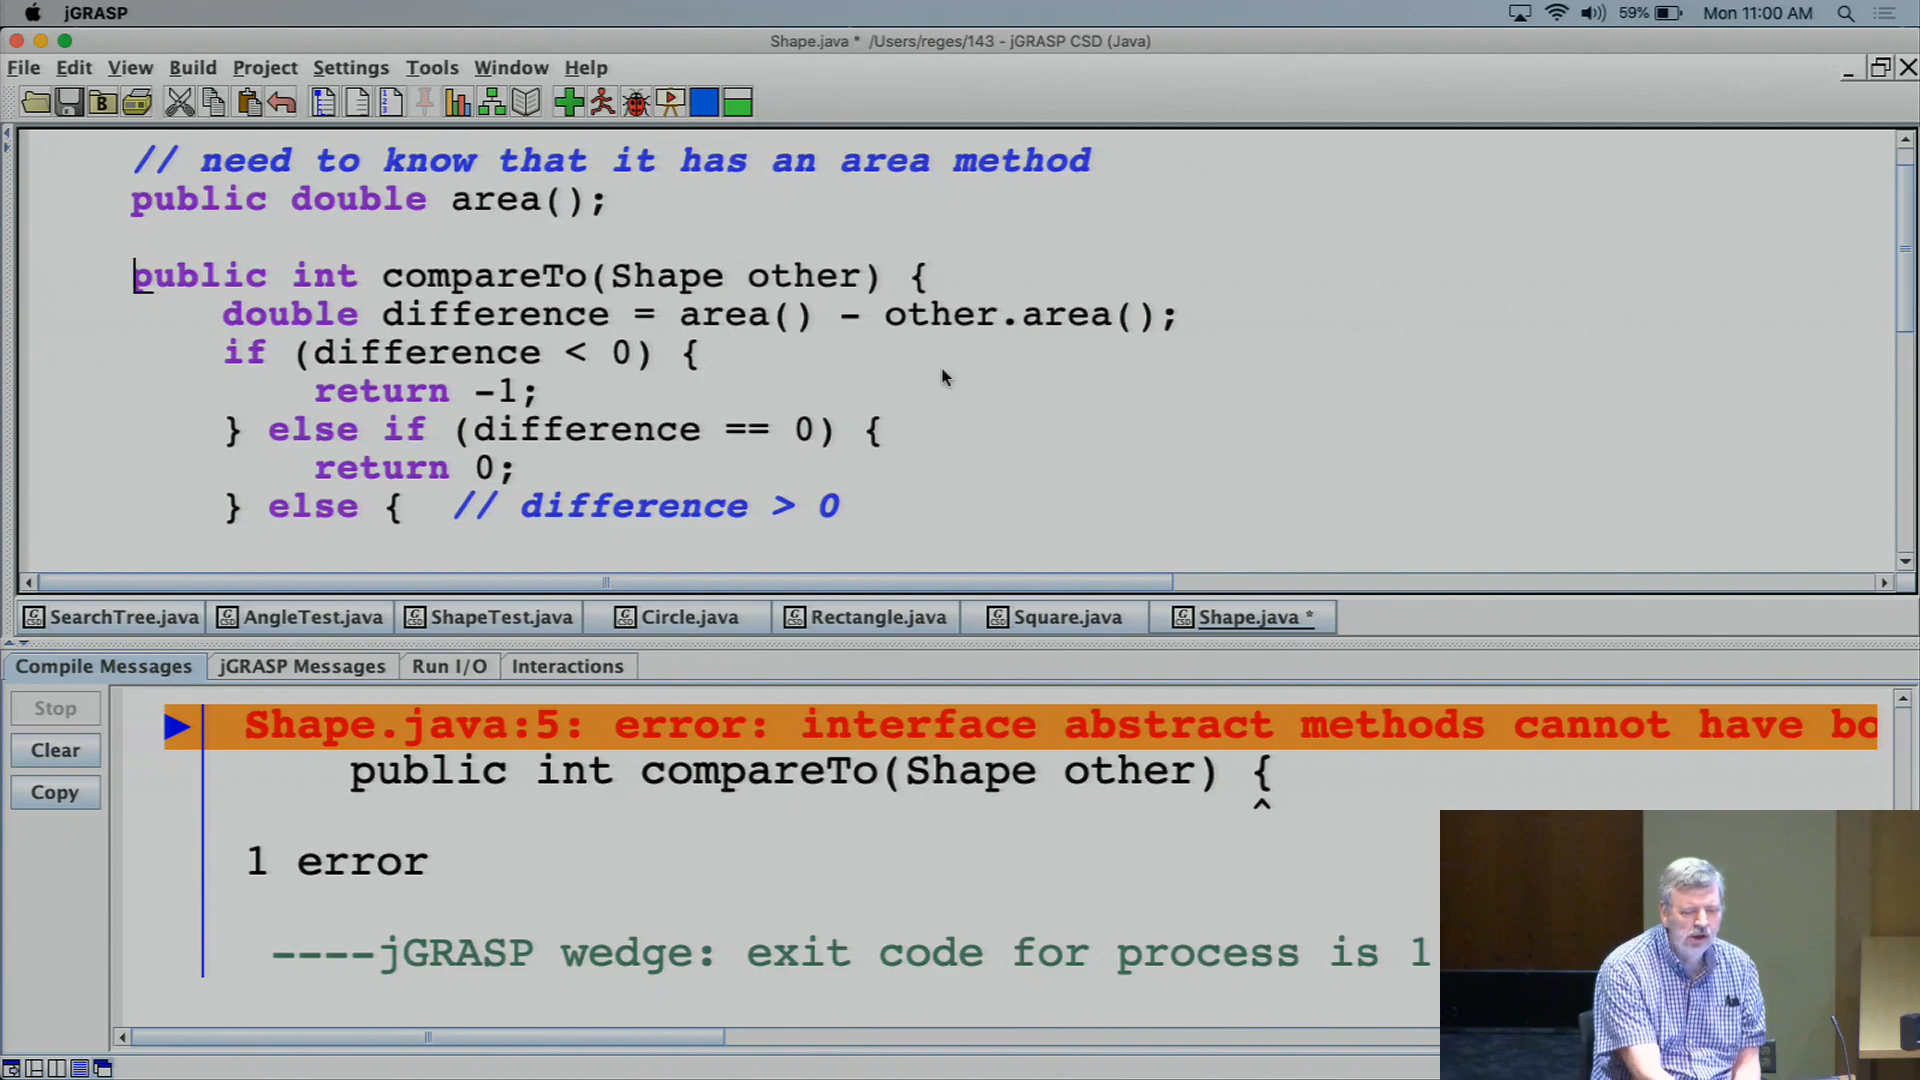 jGRASP
59%
Mon 11:00 AM
Shape.java * /Users/reges/143 - jGRASP CSD (Java)
File Edit View Build Project Settings Tools Window Help
// need to know that it has an area method
public double area();
public int compareTo(Shape other) {
double difference = area() - other.area();
if (difference < 0) {
return -1;
} else if (difference == 0) {
return 0;
} else { // difference > 0
SearchTree.java AngleTest.java ShapeTest.java Circle.java Rectangle.java Square.java Shape.java *
Compile Messages jGRASP Messages Run I/O Interactions
Stop
Clear
Copy
Shape.java:5: error: interface abstract methods cannot have bo
public int compareTo(Shape other) {
^
1 error
----jGRASP wedge: exit code for process is 1